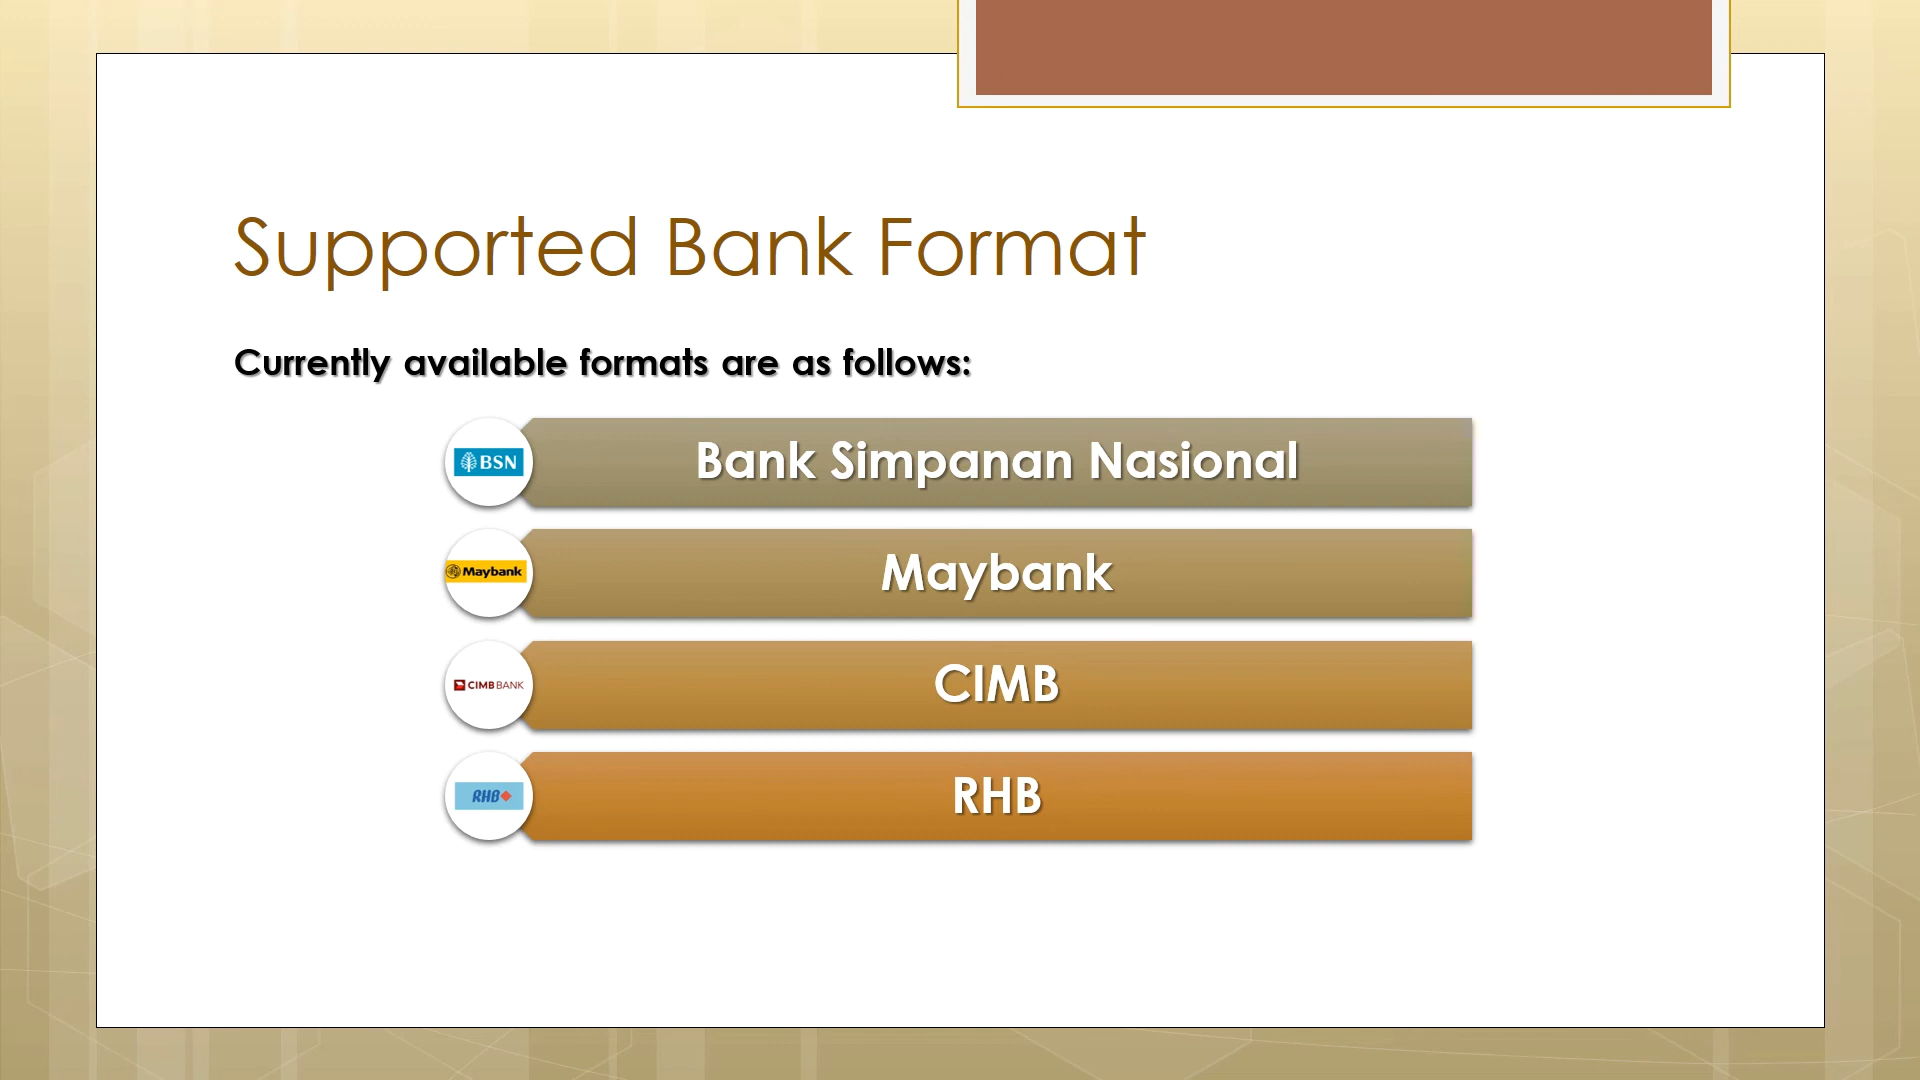 Supported Bank Format
Currently available formats are as follows:
BSN
Bank Simpanan Nasional
Maybank
Maybank
CIMB BANK
CIMB
RHB
RHB